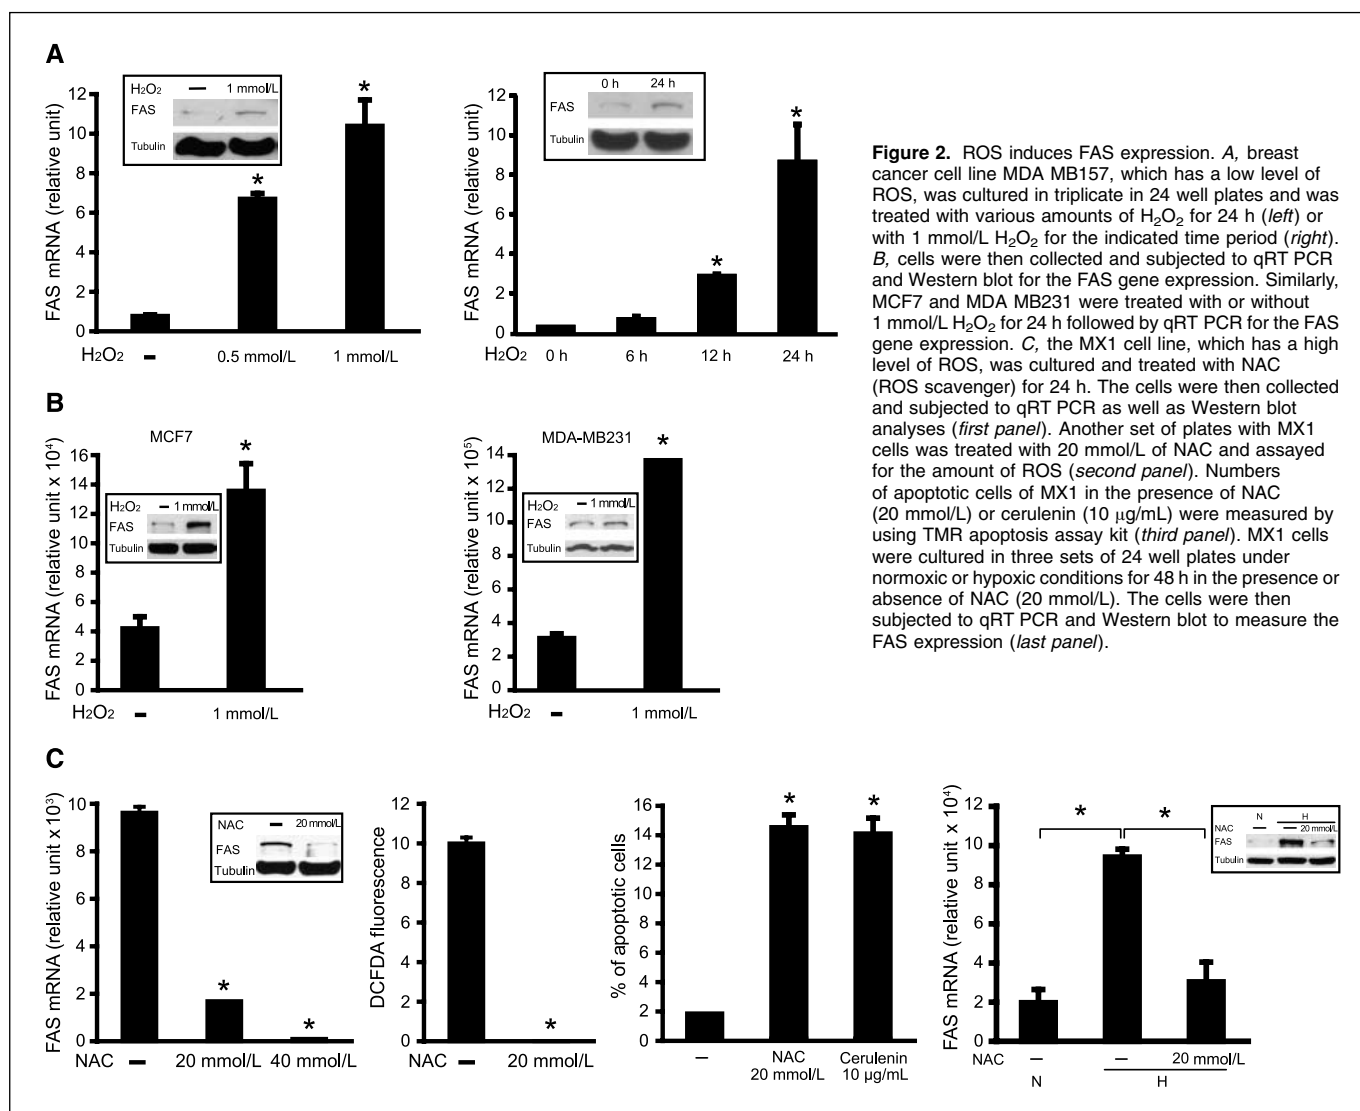 A
FAS mRNA (relative unit)
12
10
8
6
4
2
0
H2O2 – 1 mmol/L
FAS
Tubulin
*
*
H2O2 – 0.5 mmol/L 1 mmol/L
FAS mRNA (relative unit)
12
10
8
6
4
2
0
0 h 24 h
FAS
Tubulin
*
*
H2O2 0 h 6 h 12 h 24 h
Figure 2. ROS induces FAS expression. A, breast
cancer cell line MDA MB157, which has a low level of
ROS, was cultured in triplicate in 24 well plates and was
treated with various amounts of H2O2 for 24 h (left) or
with 1 mmol/L H2O2 for the indicated time period (right).
B, cells were then collected and subjected to qRT PCR
and Western blot for the FAS gene expression. Similarly,
MCF7 and MDA MB231 were treated with or without
1 mmol/L H2O2 for 24 h followed by qRT PCR for the FAS
gene expression. C, the MX1 cell line, which has a high
level of ROS, was cultured and treated with NAC
(ROS scavenger) for 24 h. The cells were then collected
and subjected to qRT PCR as well as Western blot
analyses (first panel). Another set of plates with MX1
cells was treated with 20 mmol/L of NAC and assayed
for the amount of ROS (second panel). Numbers
of apoptotic cells of MX1 in the presence of NAC
(20 mmol/L) or cerulenin (10 μg/mL) were measured by
using TMR apoptosis assay kit (third panel). MX1 cells
were cultured in three sets of 24 well plates under
normoxic or hypoxic conditions for 48 h in the presence or
absence of NAC (20 mmol/L). The cells were then
subjected to qRT PCR and Western blot to measure the
FAS expression (last panel).
B
MCF7
FAS mRNA (relative unit x 10⁴)
16
14
12
10
8
6
4
2
0
H2O2 – 1 mmol/L
FAS
Tubulin
*
H2O2 – 1 mmol/L
MDA-MB231
FAS mRNA (relative unit x 10⁵)
14
12
10
8
6
4
2
0
H2O2 – 1 mmol/L
FAS
Tubulin
*
H2O2 – 1 mmol/L
C
FAS mRNA (relative unit x 10³)
10
8
6
4
2
0
NAC – 20 mmol/L
FAS
Tubulin
*
*
NAC – 20 mmol/L 40 mmol/L
DCFDA fluorescence
12
10
8
6
4
2
0
*
NAC – 20 mmol/L
% of apoptotic cells
16
14
12
10
8
6
4
2
0
* *
– NAC Cerulenin
20 mmol/L 10 μg/mL
FAS mRNA (relative unit x 10⁴)
12
10
8
6
4
2
0
* *
N H
NAC – – 20 mmol/L
FAS
Tubulin
NAC – – 20 mmol/L
N H